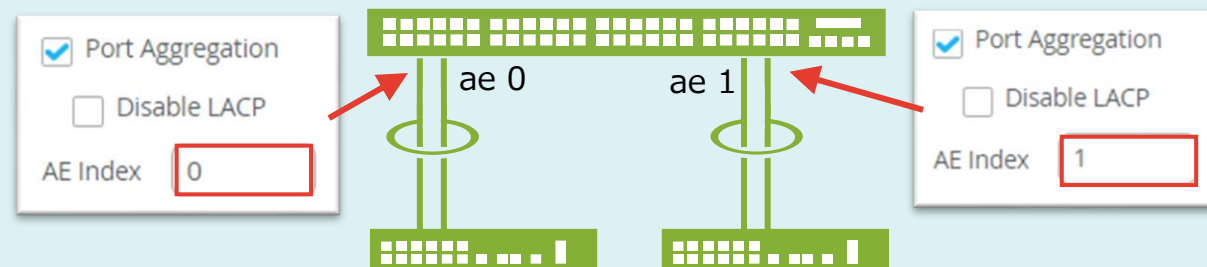 Port Aggregation
Disable LACP
AE Index 0
ae 0
ae 1
Port Aggregation
Disable LACP
AE Index 1